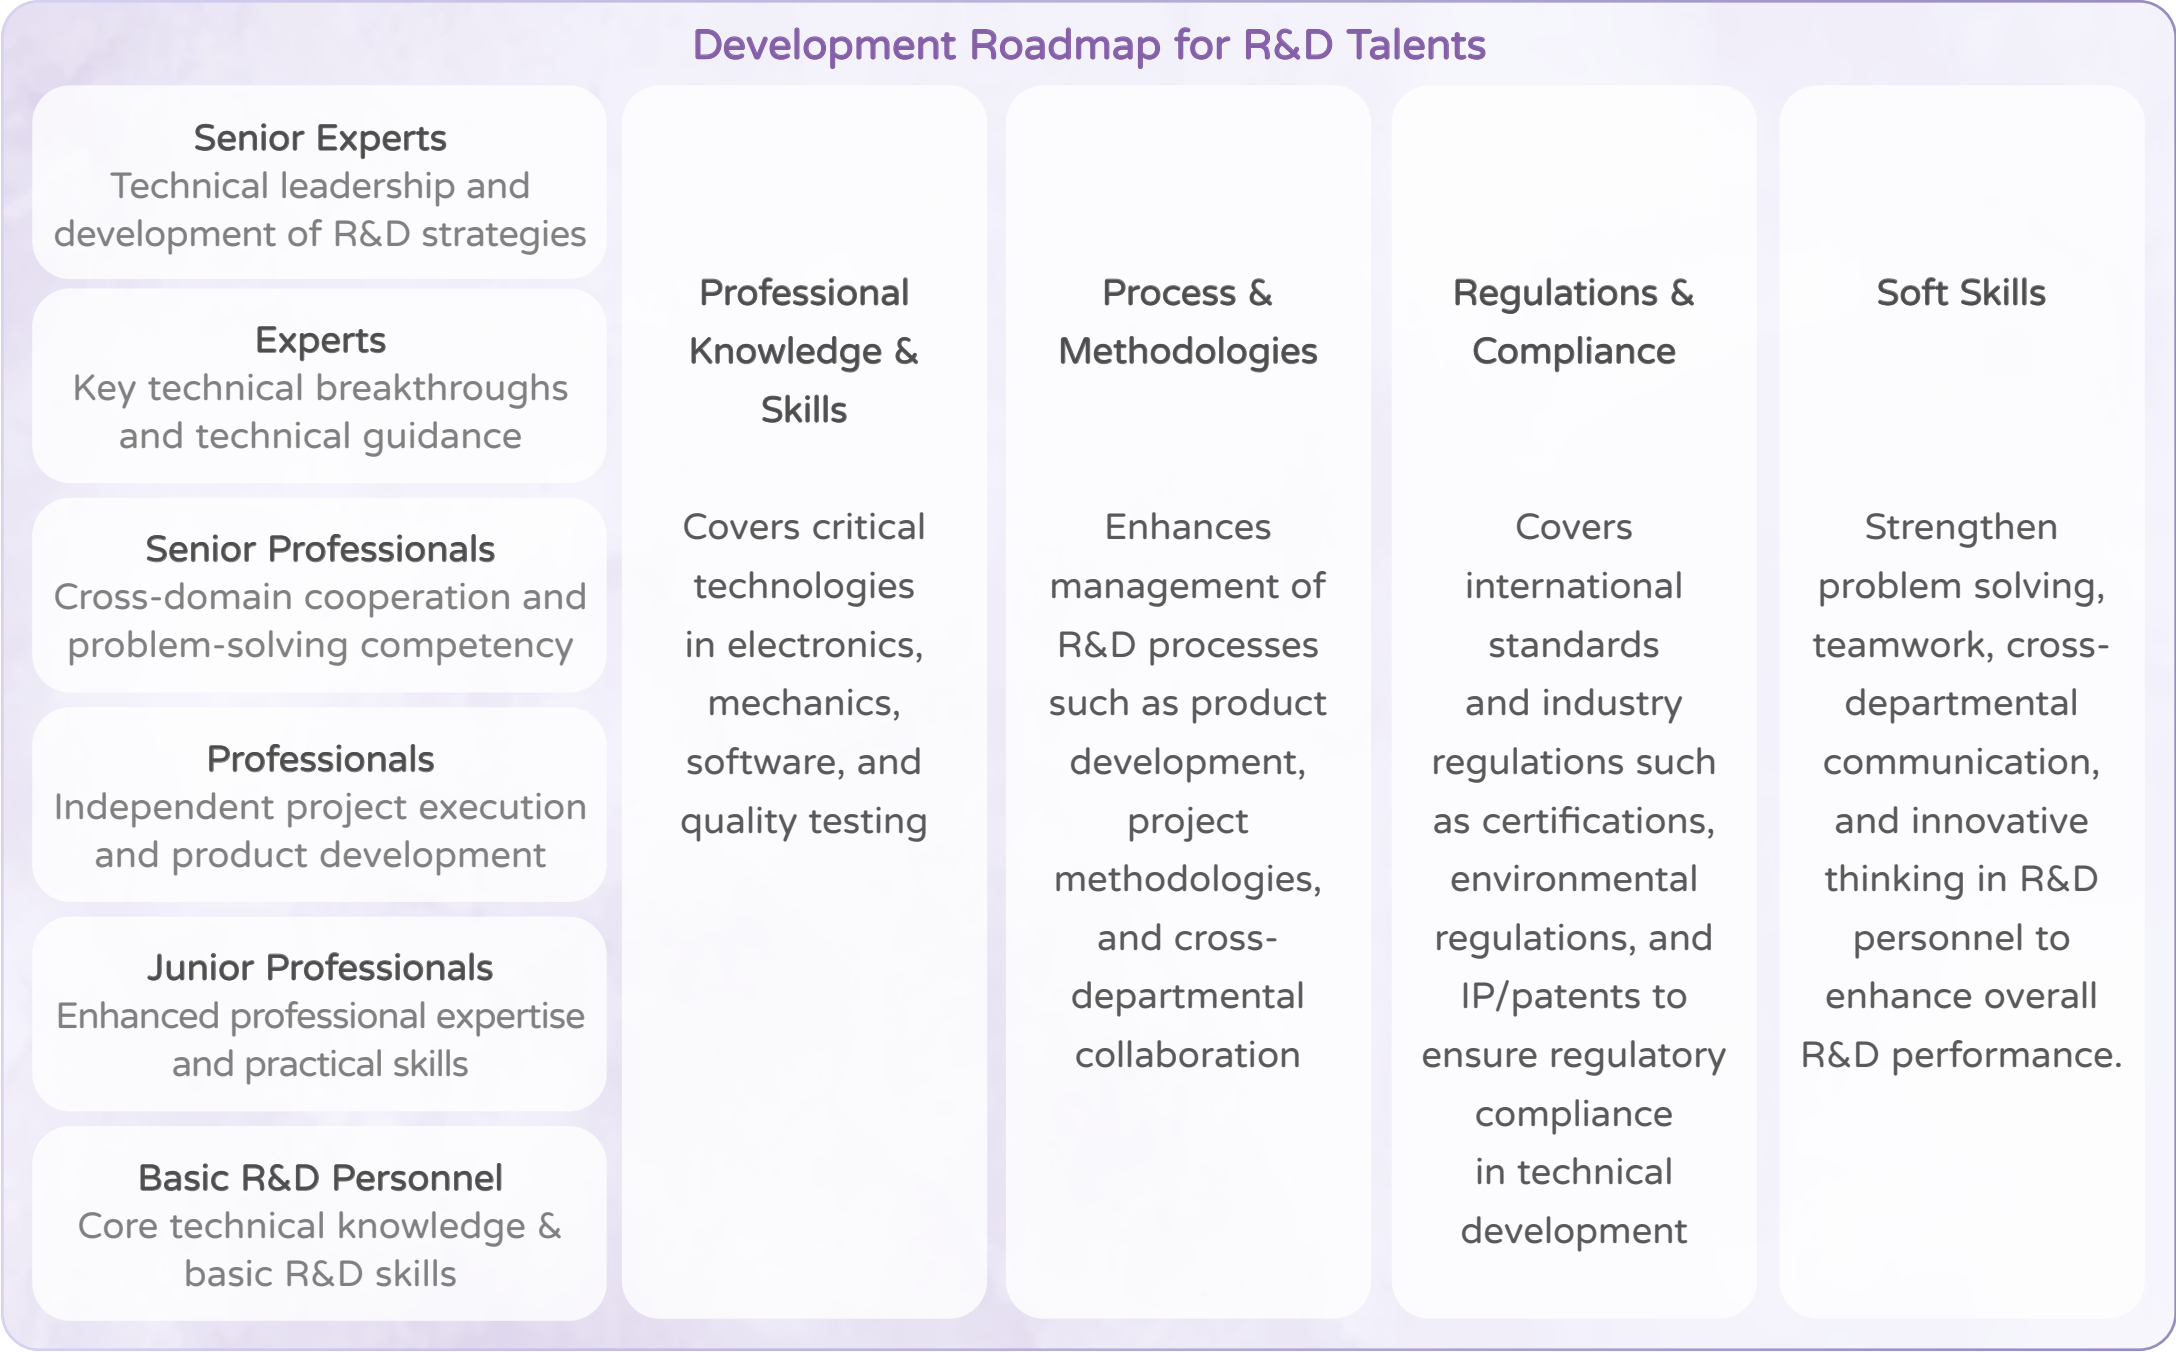 Development Roadmap for R&D Talents
Senior Experts
Technical leadership and
development of R&D strategies
Experts
Key technical breakthroughs
and technical guidance
Senior Professionals
Cross-domain cooperation and
problem-solving competency
Professionals
Independent project execution
and product development
Junior Professionals
Enhanced professional expertise
and practical skills
Basic R&D Personnel
Core technical knowledge &
basic R&D skills
Professional
Knowledge &
Skills
Covers critical
technologies
in electronics,
mechanics,
software, and
quality testing
Process &
Methodologies
Enhances
management of
R&D processes
such as product
development,
project
methodologies,
and cross-
departmental
collaboration
Regulations &
Compliance
Covers
international
standards
and industry
regulations such
as certifications,
environmental
regulations, and
IP/patents to
ensure regulatory
compliance
in technical
development
Soft Skills
Strengthen
problem solving,
teamwork, cross-
departmental
communication,
and innovative
thinking in R&D
personnel to
enhance overall
R&D performance.